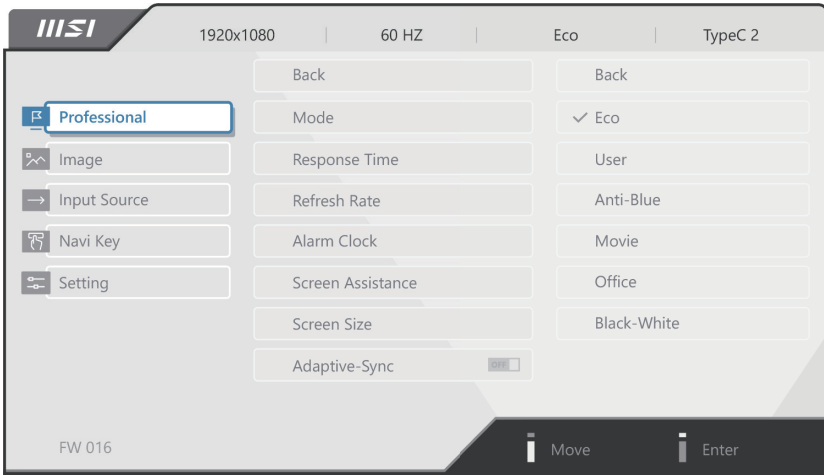 msi
1920x1080 60 HZ Eco TypeC 2
Professional
Image
Input Source
Navi Key
Setting
Back
Mode
Response Time
Refresh Rate
Alarm Clock
Screen Assistance
Screen Size
Adaptive-Sync OFF
Back
Eco
User
Anti-Blue
Movie
Office
Black-White
FW 016
Move Enter